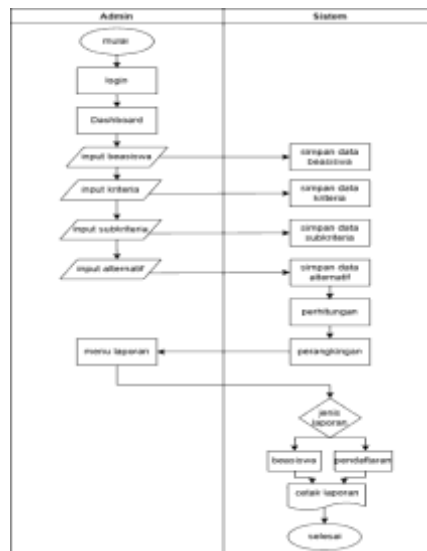 Admin
Sistem
mulai
login
Dashboard
input beasiswa
simpan data
beasiswa
input kriteria
simpan data
kriteria
input subkriteria
simpan data
subkriteria
input alternatif
simpan data
alternatif
perhitungan
menu laporan
perangkingan
jenis
laporan
beasiswa
pendaftaran
cetak laporan
selesai